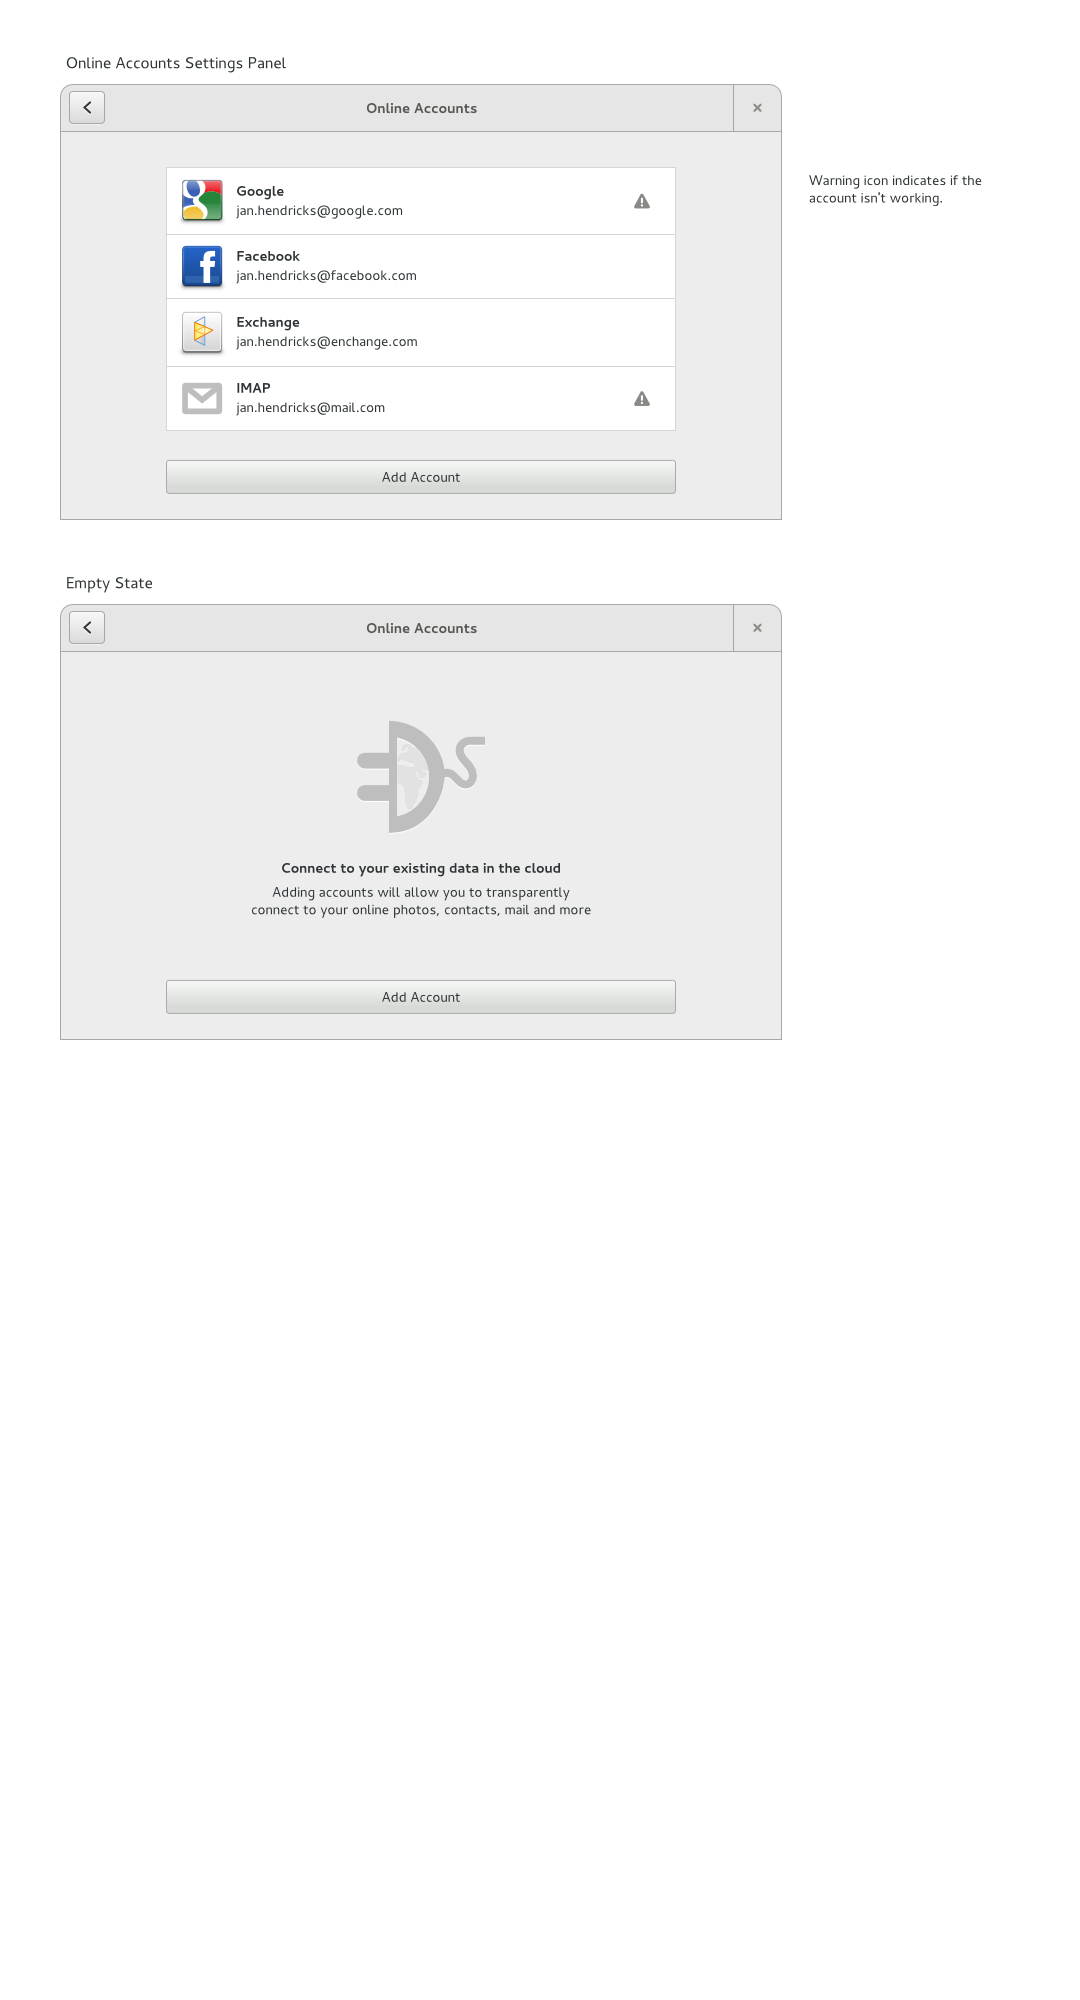 Online Accounts Settings Panel
Online Accounts
Google
jan.hendricks@google.com
Warning icon indicates if the
account isn't working.
Facebook
jan.hendricks@facebook.com
Exchange
jan.hendricks@enchange.com
IMAP
jan.hendricks@mail.com
Add Account
Empty State
Online Accounts
Connect to your existing data in the cloud
Adding accounts will allow you to transparently
connect to your online photos, contacts, mail and more
Add Account